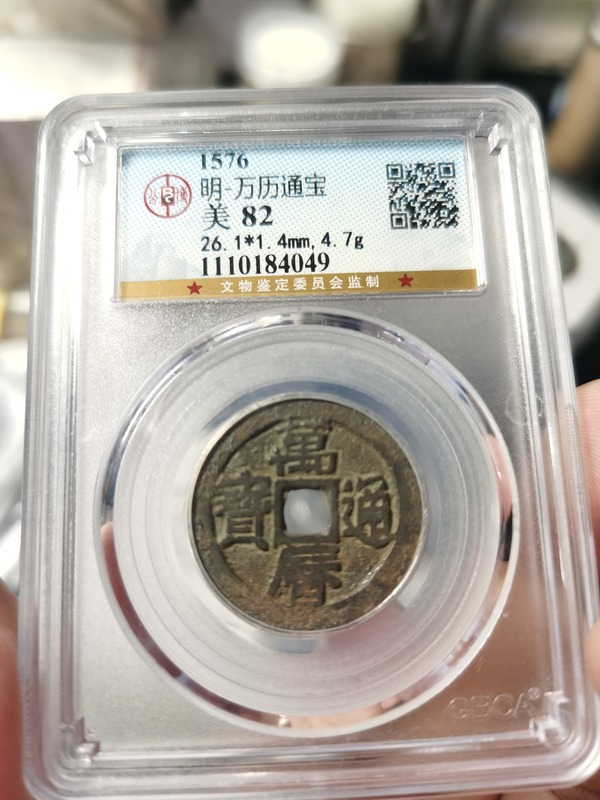 1576
明-万历通宝
美 82
26.1*1.4mm,4.7g
1110184049
★ 文物鉴定委员会监制 ★
萬曆通寶
GBCA®